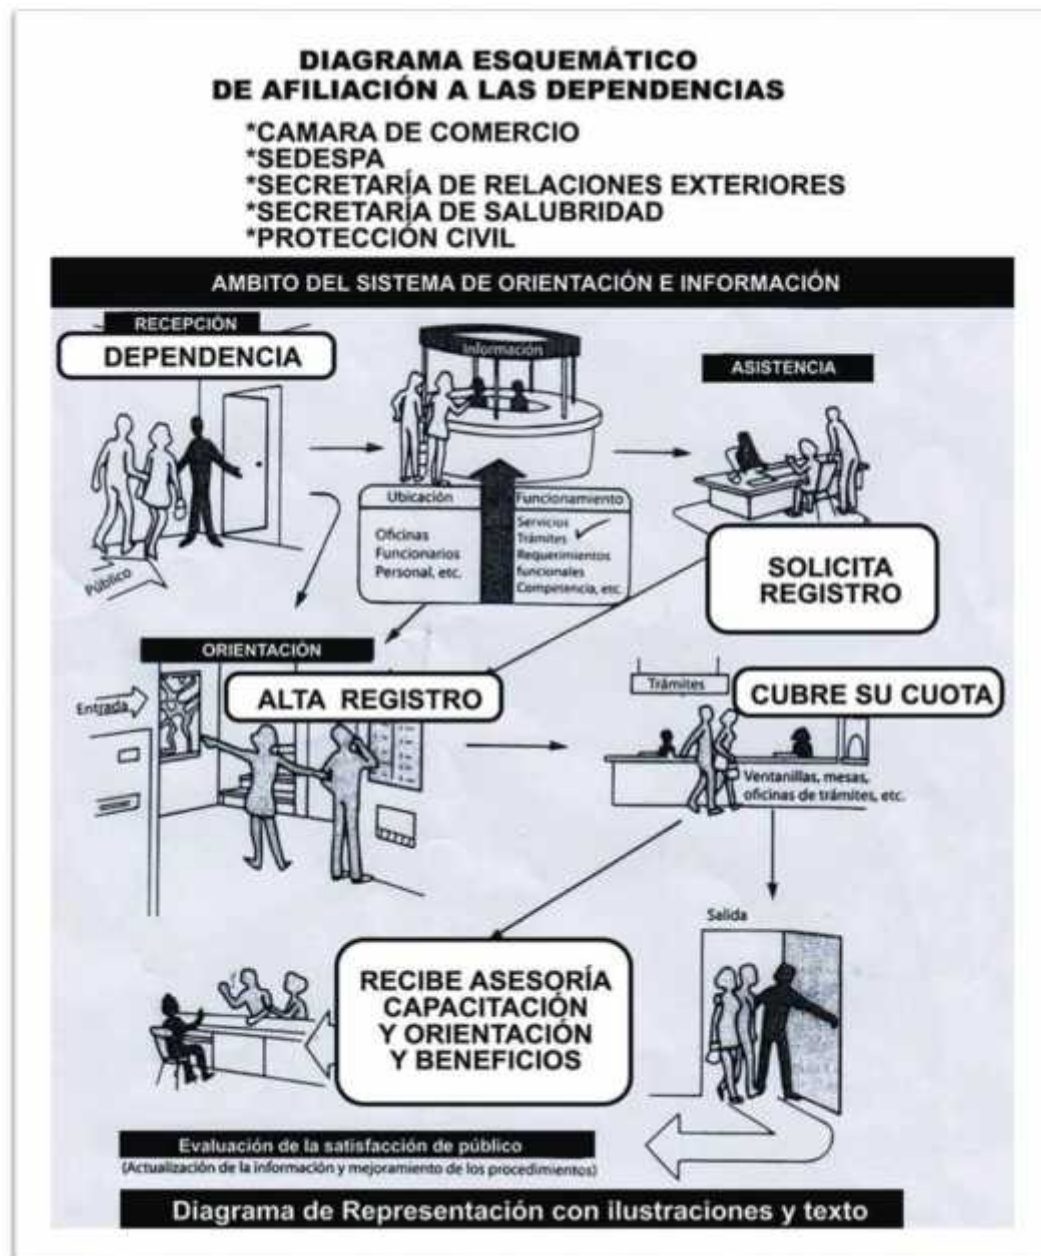 DIAGRAMA ESQUEMÁTICO
DE AFILIACIÓN A LAS DEPENDENCIAS
*CAMARA DE COMERCIO
*SEDESPA
*SECRETARÍA DE RELACIONES EXTERIORES
*SECRETARÍA DE SALUBRIDAD
*PROTECCIÓN CIVIL
AMBITO DEL SISTEMA DE ORIENTACIÓN E INFORMACIÓN
RECEPCIÓN
DEPENDENCIA
Información
ASISTENCIA
Público
Ubicación
Oficinas
Funcionarios
Personal, etc.
Funcionamiento
Servicios
Trámites
Requerimientos
funcionales
Competencia, etc.
SOLICITA
REGISTRO
ORIENTACIÓN
Entrada
ALTA REGISTRO
Trámites
CUBRE SU CUOTA
Ventanillas, mesas,
oficinas de trámites, etc.
Salida
RECIBE ASESORÍA
CAPACITACIÓN
Y ORIENTACIÓN
Y BENEFICIOS
Evaluación de la satisfacción de público
(Actualización de la información y mejoramiento de los procedimientos)
Diagrama de Representación con ilustraciones y texto